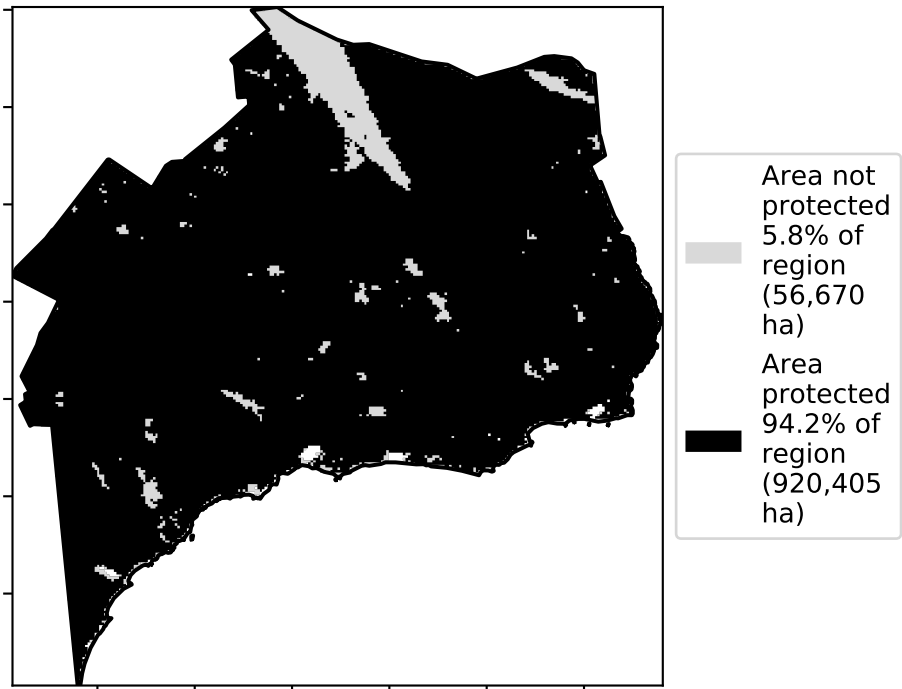 Area not
protected
5.8% of
region
(56,670
ha)
Area
protected
94.2% of
region
(920,405
ha)